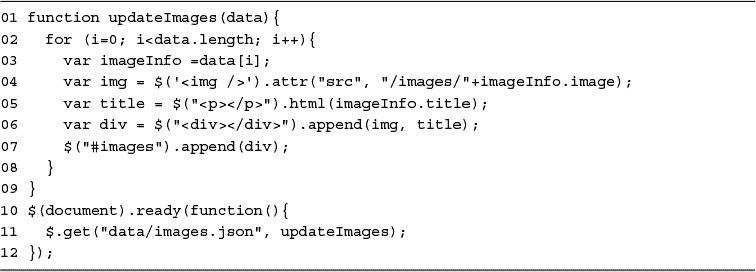 01 function updateImages(data){
02   for (i=0; i<data.length; i++){
03     var imageInfo =data[i];
04     var img = $('<img />').attr("src", "/images/"+imageInfo.image);
05     var title = $("<p></p>").html(imageInfo.title);
06     var div = $("<div></div>").append(img, title);
07     $("#images").append(div);
08   }
09 }
10 $(document).ready(function(){
11   $.get("data/images.json", updateImages);
12 });